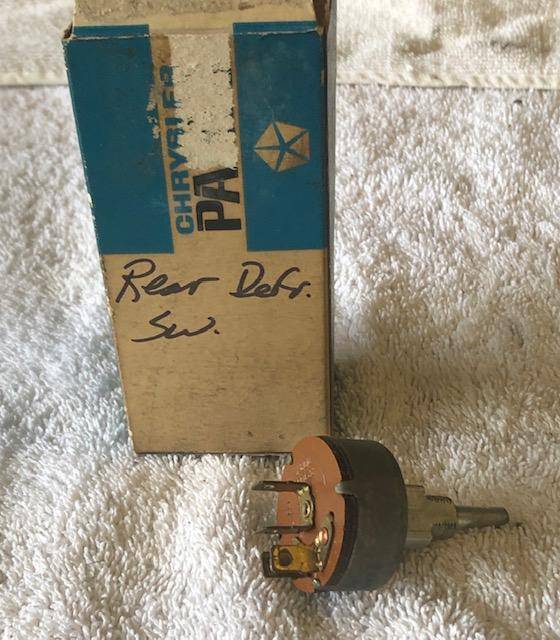 CHRYSLER
PA
Rear Defr.
Sw.